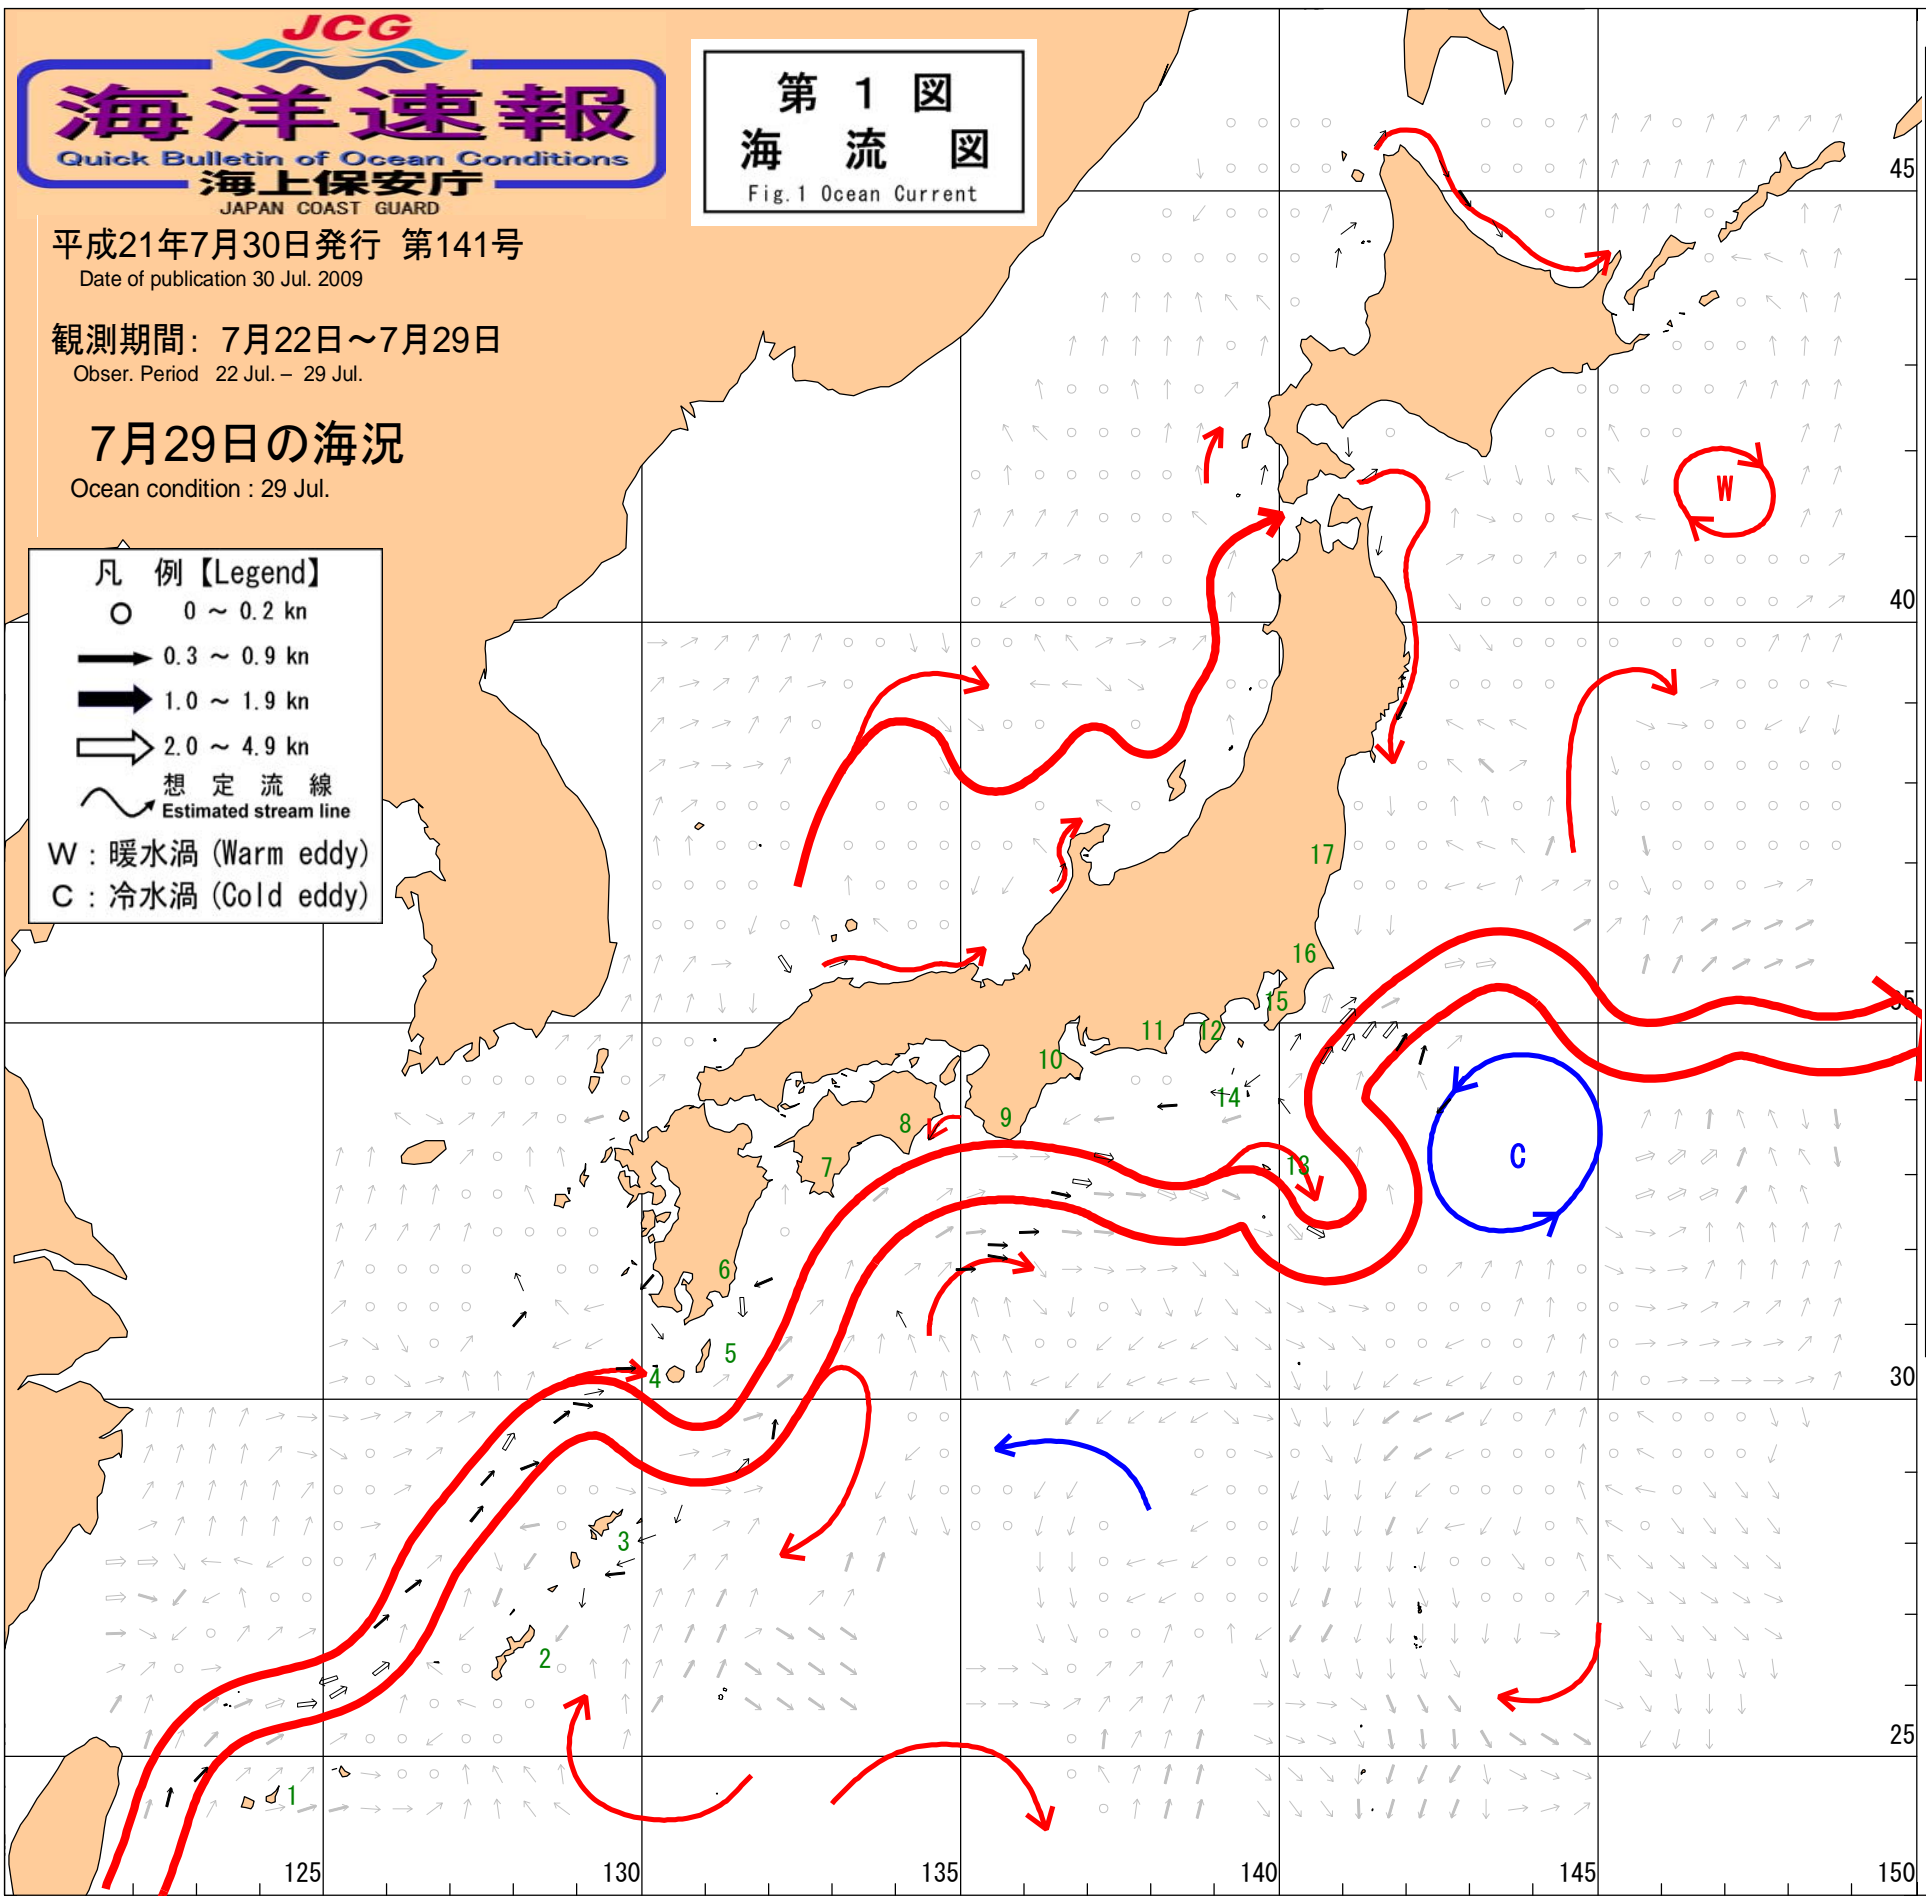 JCG
海洋速報
Quick Bulletin of Ocean Conditions
海上保安庁
JAPAN COAST GUARD
第 1 図
海 流 図
Fig.1 Ocean Current
平成21年7月30日発行 第141号
Date of publication 30 Jul. 2009
観測期間： 7月22日～7月29日
Obser. Period 22 Jul. – 29 Jul.
7月29日の海況
Ocean condition : 29 Jul.
凡 例【Legend】
0 ～ 0.2 kn
0.3 ～ 0.9 kn
1.0 ～ 1.9 kn
2.0 ～ 4.9 kn
想 定 流 線
Estimated stream line
W : 暖水渦 (Warm eddy)
C : 冷水渦 (Cold eddy)
45
W
40
17
16
15
35
11
12
10
14
8
9
13
7
C
6
5
4
30
3
2
25
1
125
130
135
140
145
150